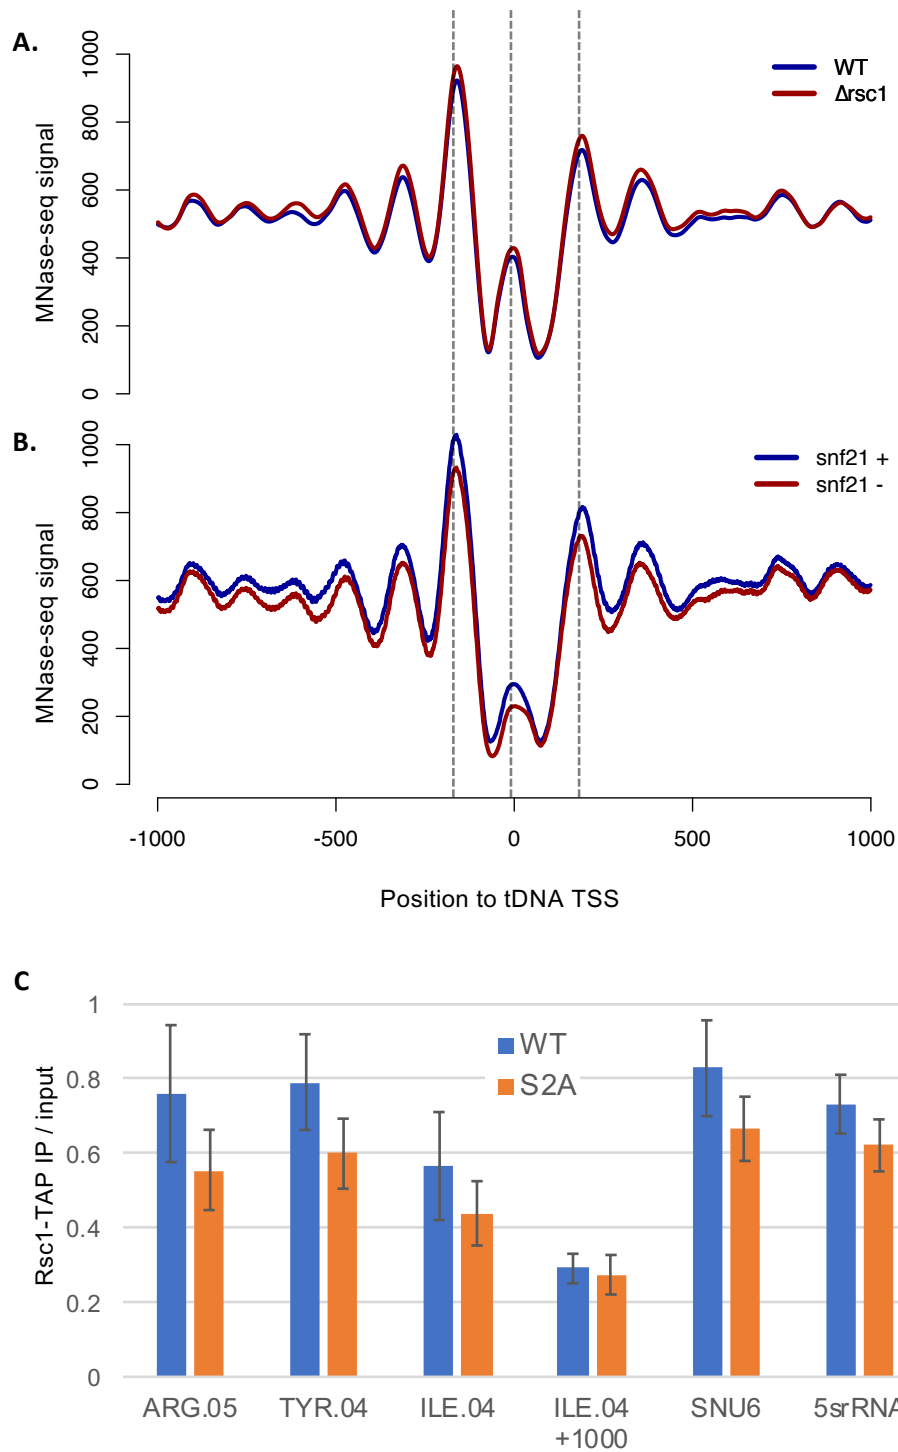 A.
1000
800
600
400
200
0
MNase-seq signal
WT
Δrsc1
B.
1000
800
600
400
200
0
MNase-seq signal
snf21 +
snf21 -
-1000 -500 0 500 1000
Position to tDNA TSS
C
1
0.8
0.6
0.4
0.2
0
Rsc1-TAP IP / input
WT
S2A
ARG.05 TYR.04 ILE.04 ILE.04 SNU6 5srRNA
+1000